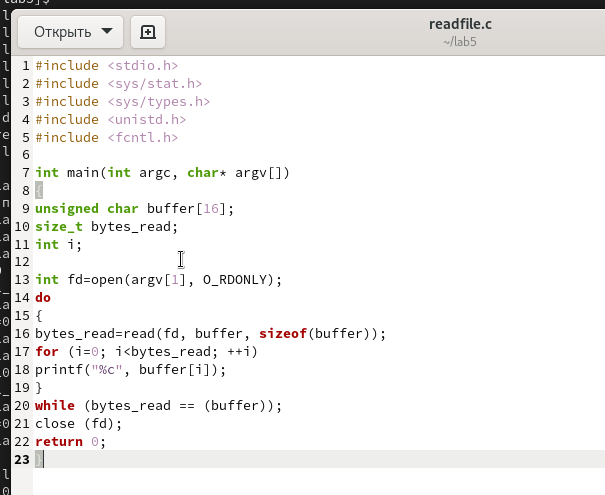 readfile.c
Открыть
~/lab5
1 #include <stdio.h>
2 #include <sys/stat.h>
3 #include <sys/types.h>
4 #include <unistd.h>
5 #include <fcntl.h>
6
7 int main(int argc, char* argv[])
8 {
9 unsigned char buffer[16];
10 size_t bytes_read;
11 int i;
12
13 int fd=open(argv[1], O_RDONLY);
14 do
15 {
16 bytes_read=read(fd, buffer, sizeof(buffer));
17 for (i=0; i<bytes_read; ++i)
18 printf("%c", buffer[i]);
19 }
20 while (bytes_read == (buffer));
21 close (fd);
22 return 0;
23 }